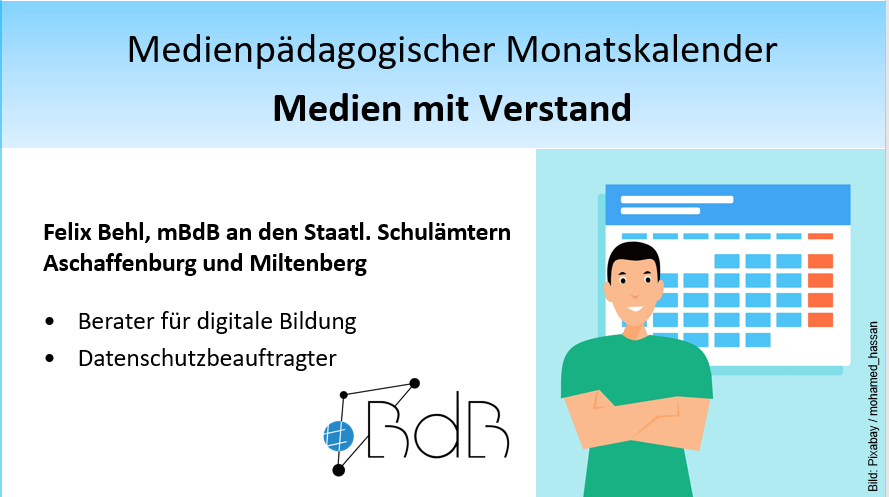 Medienpädagogischer Monatskalender
Medien mit Verstand
Felix Behl, mBdB an den Staatl. Schulämtern
Aschaffenburg und Miltenberg
• Berater für digitale Bildung
• Datenschutzbeauftragter
BdB
Bild: Pixabay / mohamed_hassan